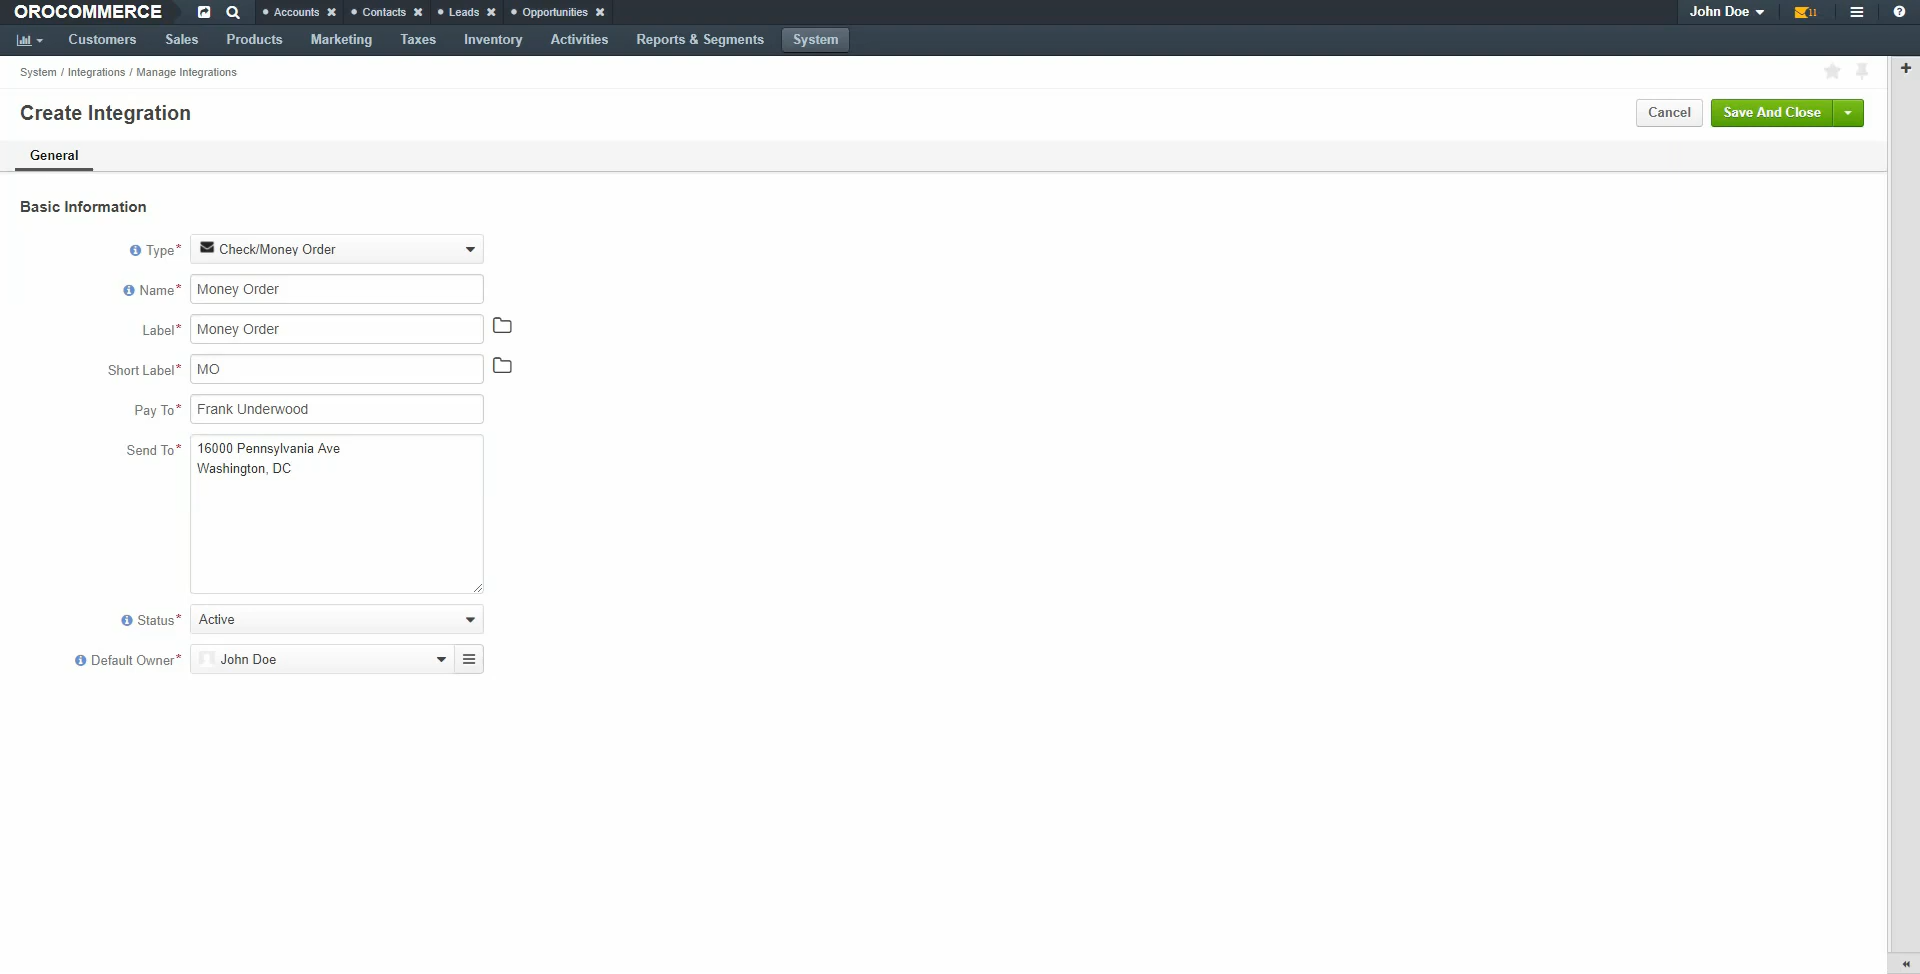 OROCOMMERCE Accounts Contacts Leads Opportunities John Doe 11
Customers Sales Products Marketing Taxes Inventory Activities Reports & Segments System
System / Integrations / Manage Integrations
Create Integration Cancel Save And Close
General
Basic Information
Type* Check/Money Order
Name* Money Order
Label* Money Order
Short Label* MO
Pay To* Frank Underwood
Send To* 16000 Pennsylvania Ave
Washington, DC
Status* Active
Default Owner* John Doe